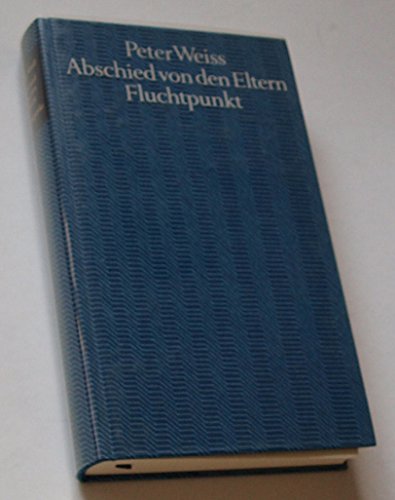 Peter Weiss
Abschied von den Eltern
Fluchtpunkt